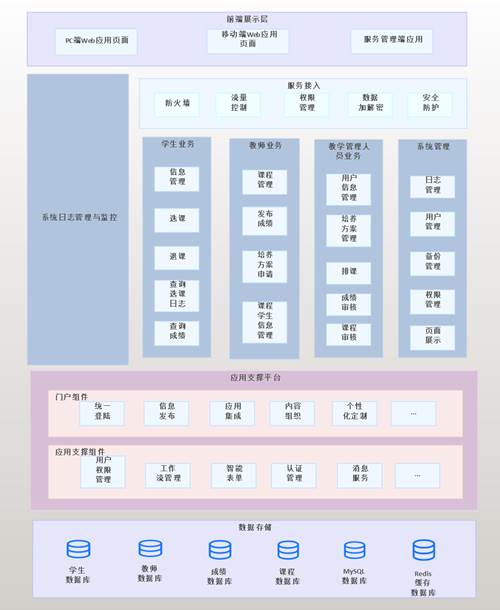 前端展示层
PC端Web应用页面
移动端Web应用
页面
服务管理端应用
系统日志管理与监控
服务接入
防火墙
流量
控制
权限
管理
数据
加解密
安全
防护
学生业务
信息
管理
选课
退课
查询
选课
日志
查询
成绩
教师业务
课程
管理
发布
成绩
培养
方案
申请
课程
学生
信息
管理
教学管理人
员业务
用户
信息
管理
培养
方案
管理
排课
成绩
审核
课程
审核
系统管理
日志
管理
用户
管理
备份
管理
权限
管理
页面
展示
应用支撑平台
门户组件
统一
登陆
信息
发布
应用
集成
内容
组织
个性
化定制
...
应用支撑组件
用户
权限
管理
工作
流管理
智能
表单
认证
管理
消息
服务
...
数据存储
学生
数据库
教师
数据库
成绩
数据库
课程
数据库
MySQL
数据库
Redis
缓存
数据库